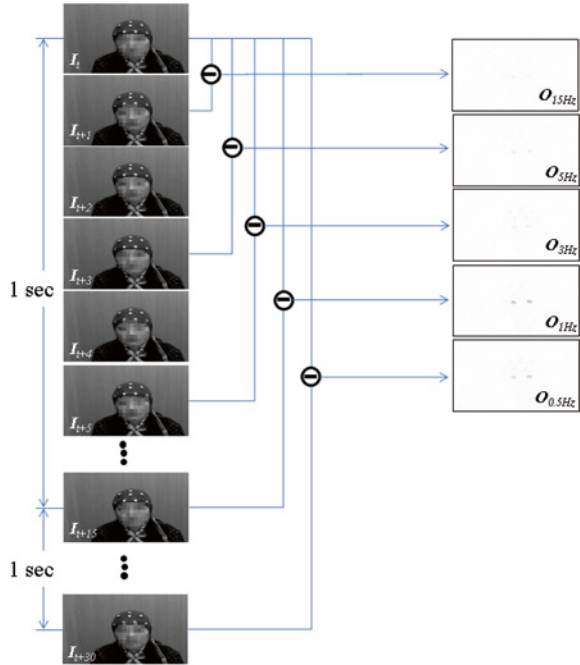 I_t
I_t+1
I_t+2
I_t+3
I_t+4
I_t+5
I_t+15
I_t+30
1 sec
1 sec
O_15Hz
O_5Hz
O_3Hz
O_1Hz
O_0.5Hz